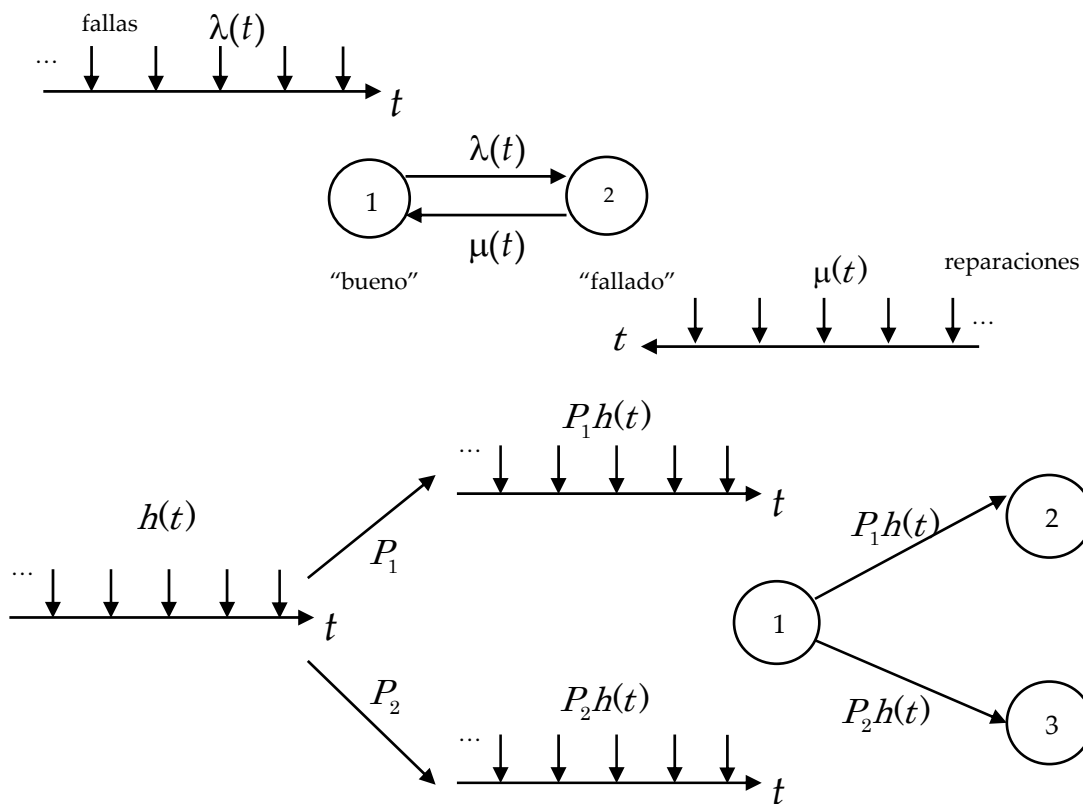 fallas
λ(t)
...
t
λ(t)
1
2
μ(t)
“bueno”
“fallado”
μ(t)
reparaciones
...
t
P₁h(t)
...
t
h(t)
...
t
P₁
P₂
P₂h(t)
...
t
P₁h(t)
2
1
P₂h(t)
3